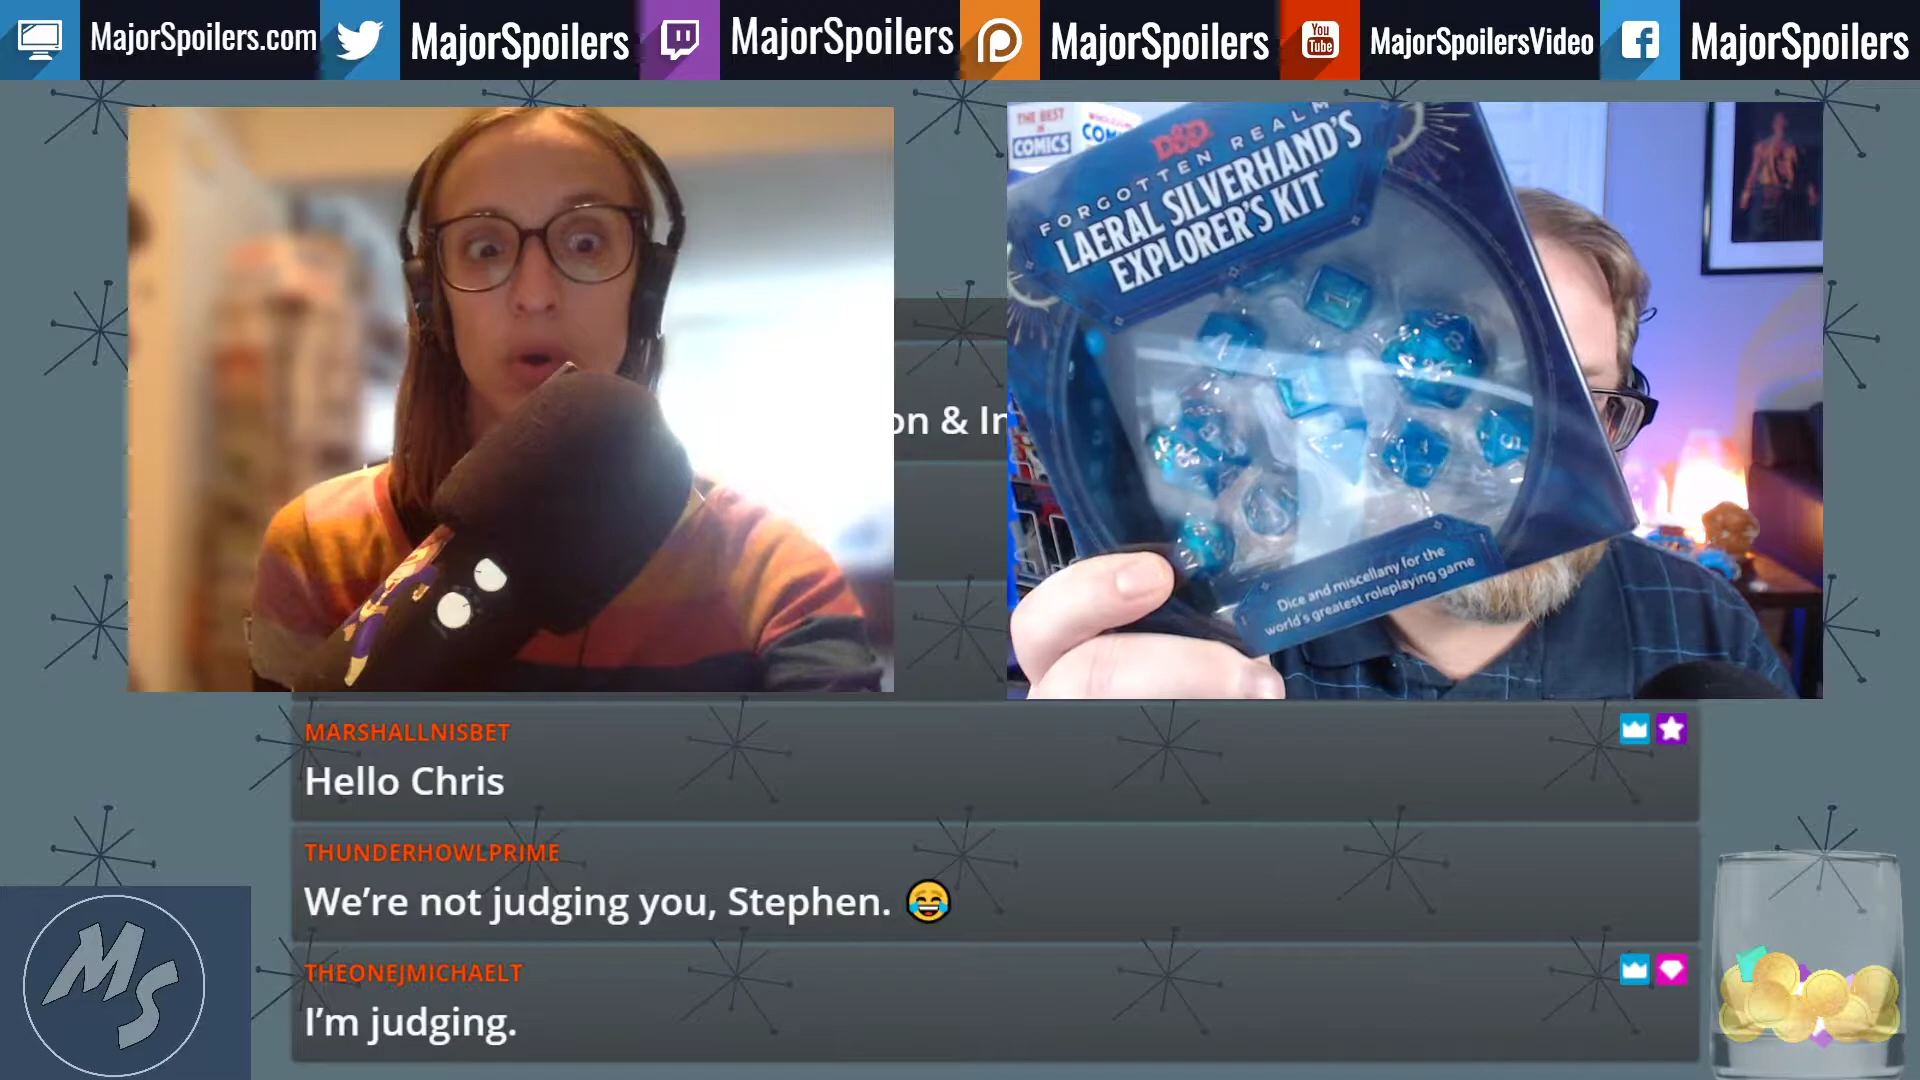 MajorSpoilers.com
MajorSpoilers
MajorSpoilers
MajorSpoilers
You
Tube
MajorSpoilersVideo
MajorSpoilers
THE BEST
IN
COMICS
D&D
FORGOTTEN REALM
LAERAL SILVERHAND'S
EXPLORER'S KIT
Dice and miscellany for the
world's greatest roleplaying game
on & In
MARSHALLNISBET
Hello Chris
THUNDERHOWLPRIME
We're not judging you, Stephen. 😂
THEONEJMICHAELT
I'm judging.
MS